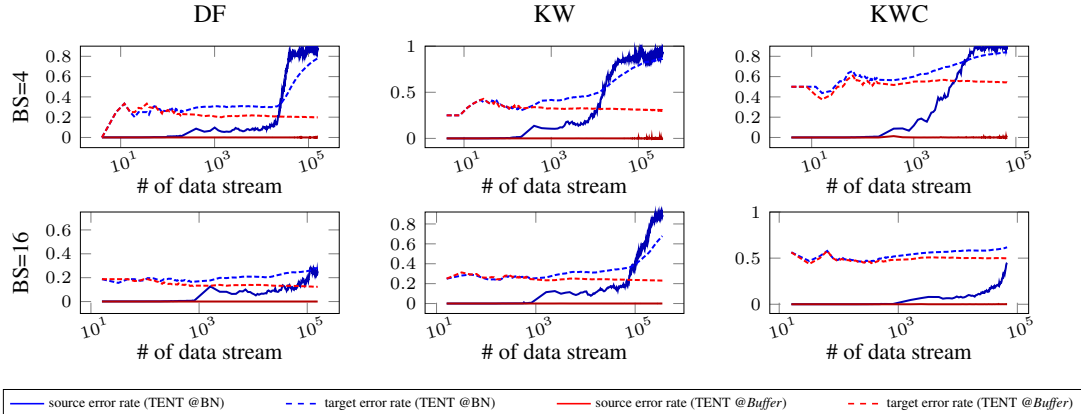 DF KW KWC
BS=4
0.8
0.6
0.4
0.2
0
10^1 10^3 10^5
# of data stream
1
0.5
0
10^1 10^3 10^5
# of data stream
0.8
0.6
0.4
0.2
0
10^1 10^3 10^5
# of data stream
BS=16
0.6
0.4
0.2
0
10^1 10^3 10^5
# of data stream
0.8
0.6
0.4
0.2
0
10^1 10^3 10^5
# of data stream
1
0.5
0
10^1 10^3 10^5
# of data stream
source error rate (TENT @BN) target error rate (TENT @BN) source error rate (TENT @Buffer) target error rate (TENT @Buffer)